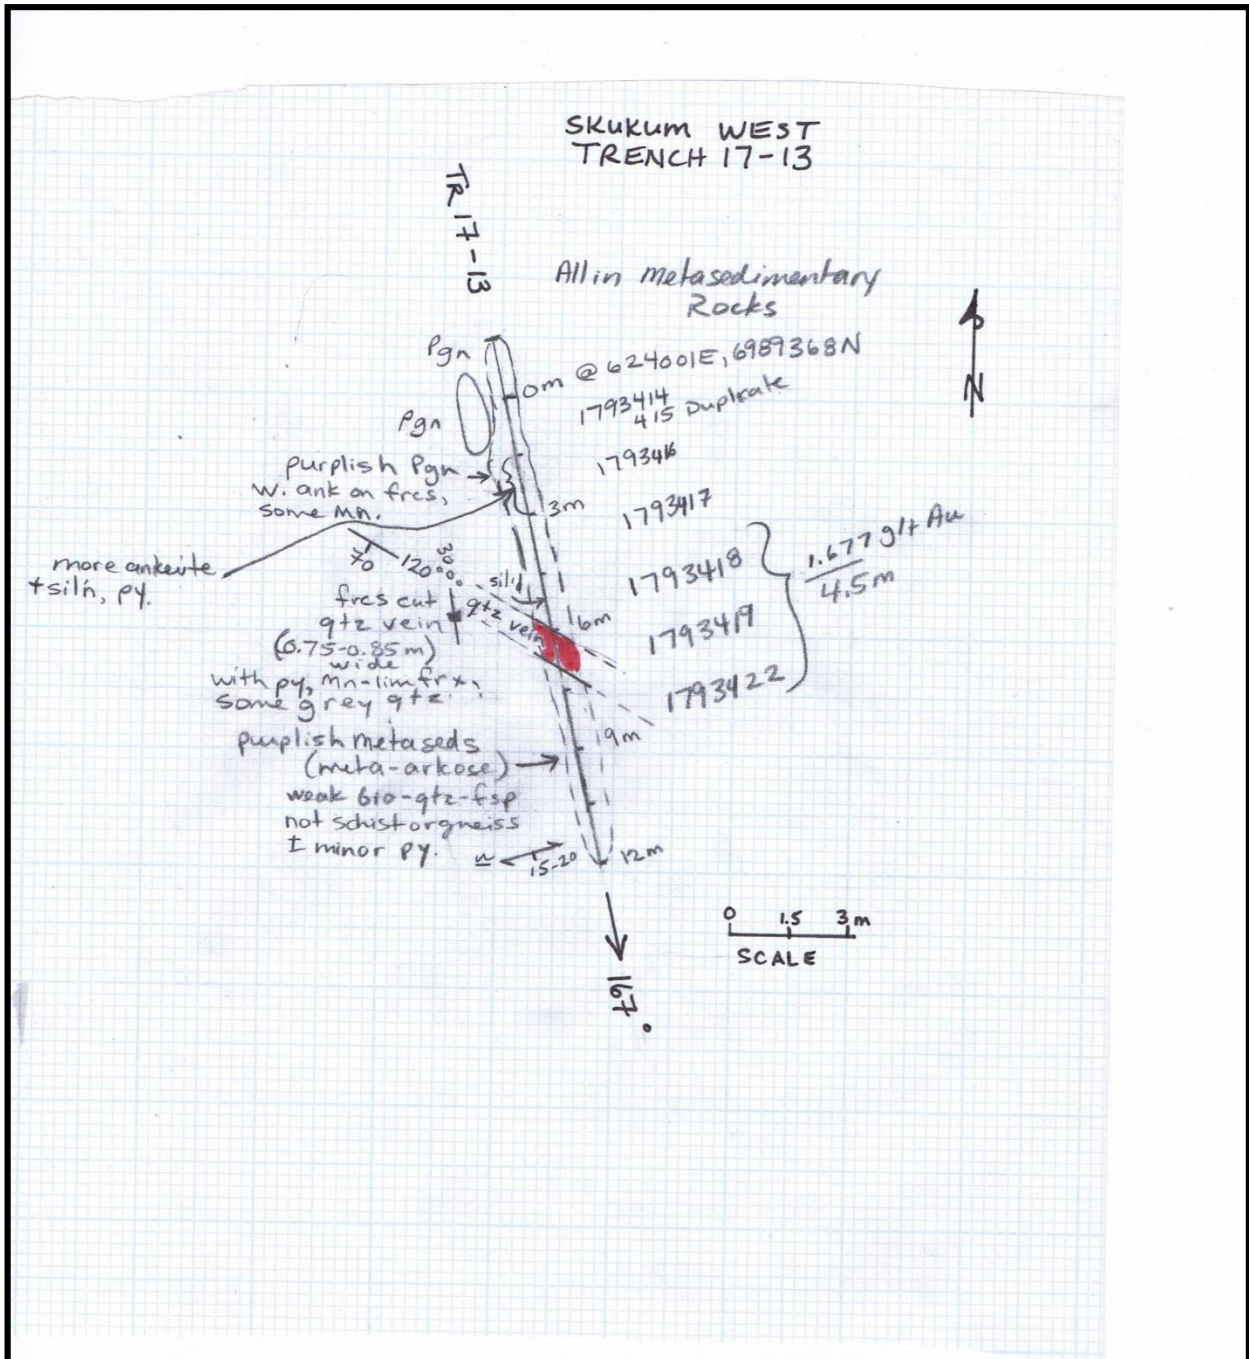 SKUKUM WEST
TRENCH 17-13
TR 17-13
All in metasedimentary
Rocks
Pgn
0m @ 624001E, 6989368N
N
Pgn
1793414
415 Duplicate
purplish Pgn
w. ank on frcs,
some Mn.
1793416
3m
1793417
more ankerite
+ sil'n, py.
70
120°
30°
sil'd
1793418
1.677 g/t Au
4.5m
frcs cut
qtz vein
(0.75-0.85m)
wide
with py, Mn-lim frx,
some grey qtz.
qtz vein
6m
1793419
1793422
purplish metaseds
(meta-arkose)
weak bio-qtz-fsp
not schist or gneiss
± minor py.
9m
15-20
12m
0 1.5 3m
SCALE
167°